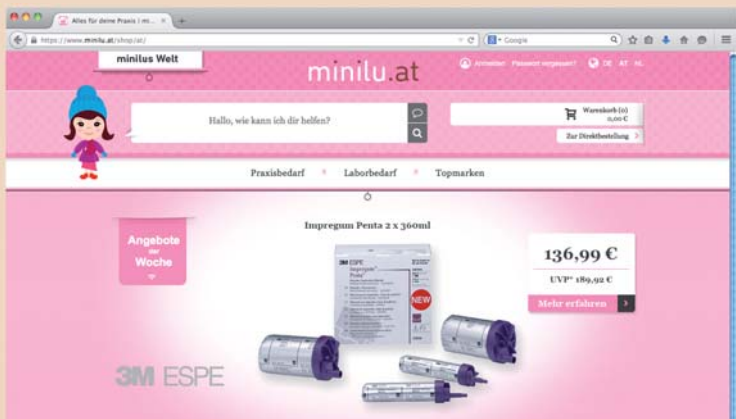 Alles für deine Praxis | mi...
https://www.minilu.at/shop/at/
Google
minilus Welt
minilu.at
Anmelden Passwort vergessen? DE AT NL
Hallo, wie kann ich dir helfen?
Warenkorb (0)
0,00 €
Zur Direktbestellung
Praxisbedarf Laborbedarf Topmarken
Angebote
der
Woche
Impregum Penta 2 x 360ml
3M ESPE
Impregum™
Penta™
NEW
136,99 €
UVP* 189,92 €
Mehr erfahren
3M ESPE